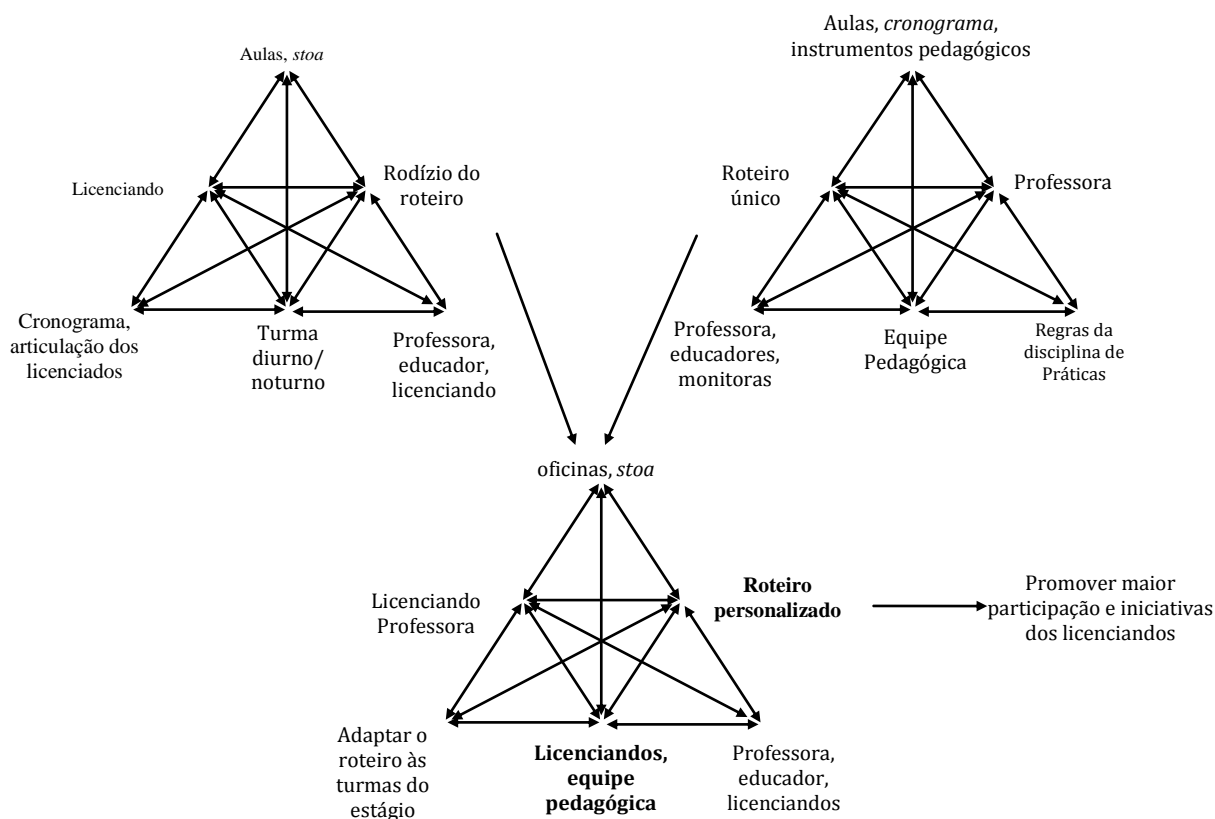 Aulas, stoa
Licenciando
Rodízio do
roteiro
Cronograma,
articulação dos
licenciados
Turma
diurno/
noturno
Professora,
educador,
licenciando
Aulas, cronograma,
instrumentos pedagógicos
Roteiro
único
Professora
Professora,
educadores,
monitoras
Equipe
Pedagógica
Regras da
disciplina de
Práticas
oficinas, stoa
Licenciando
Professora
Roteiro
personalizado
Promover maior
participação e iniciativas
dos licenciandos
Adaptar o
roteiro às
turmas do
estágio
Licenciandos,
equipe
pedagógica
Professora,
educador,
licenciandos